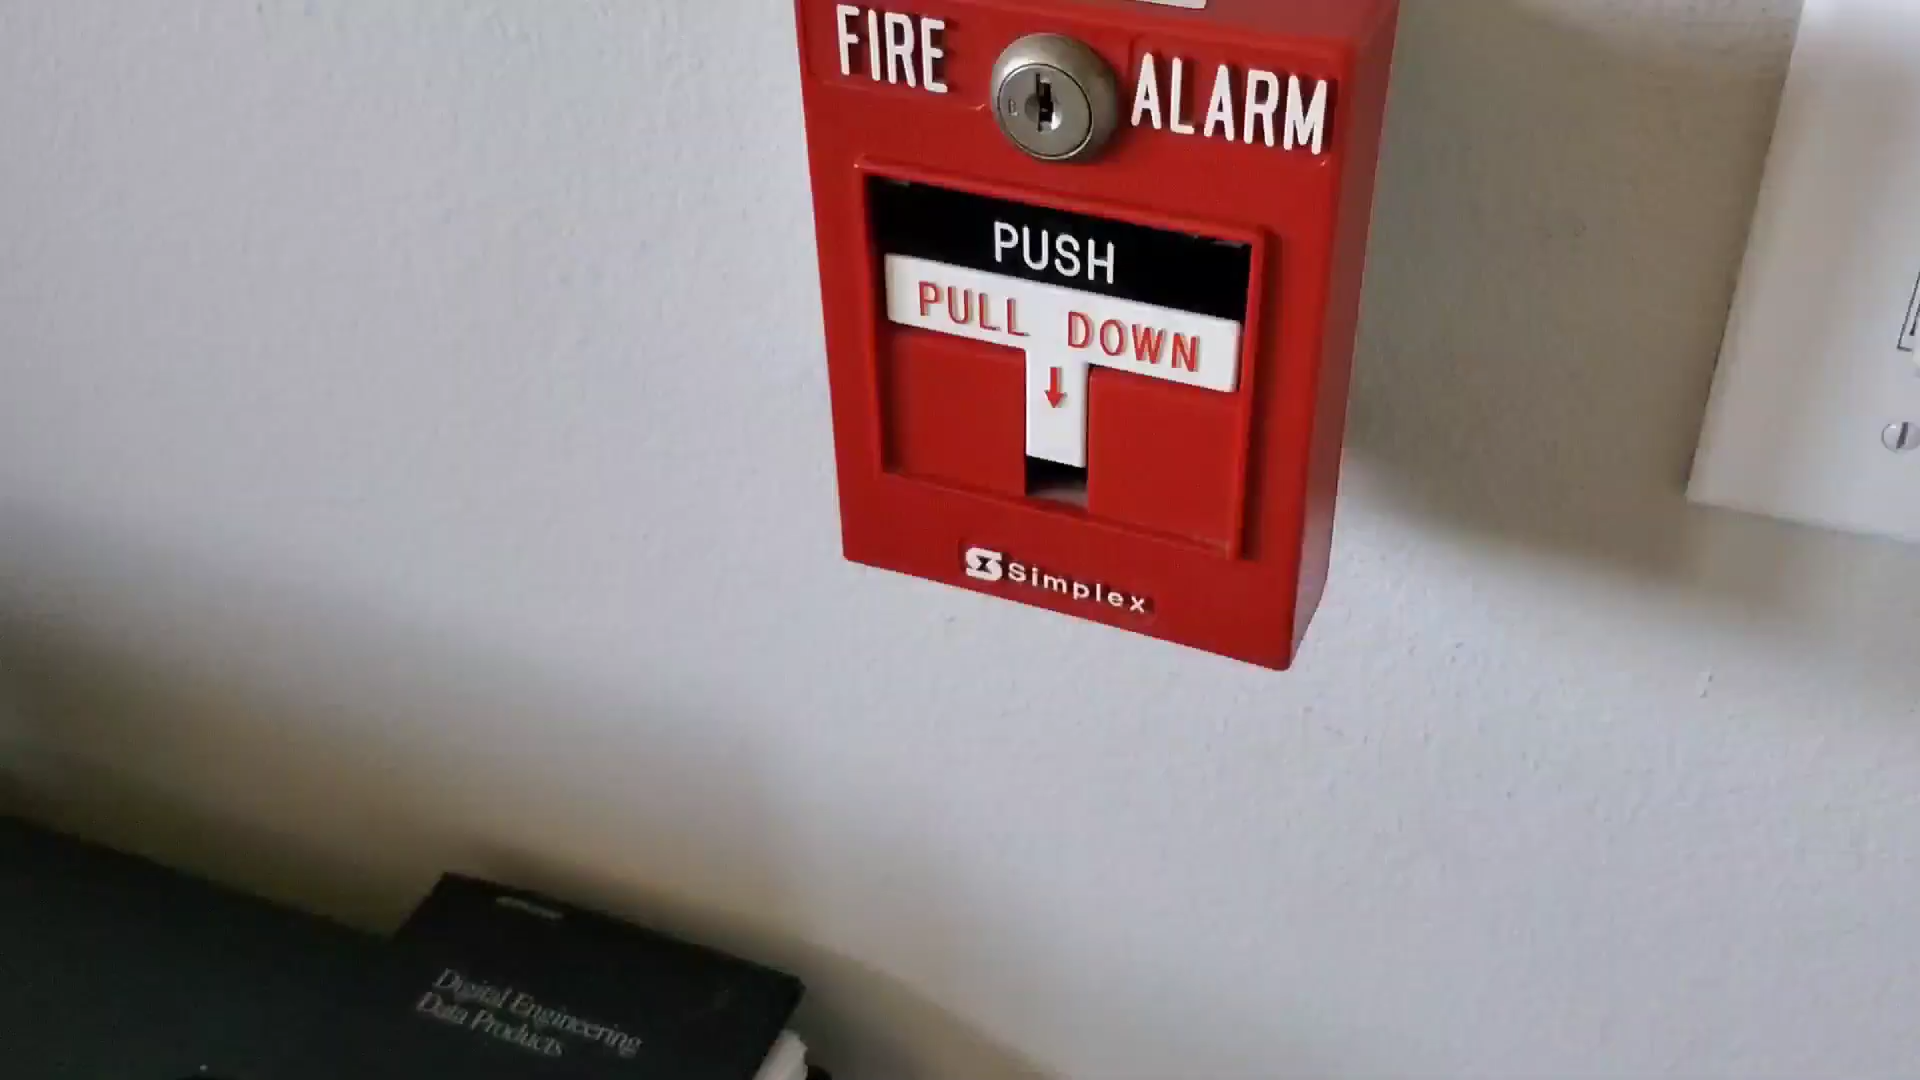 FIRE ALARM
PUSH
PULL DOWN
Simplex
Digital Engineering
Data Products